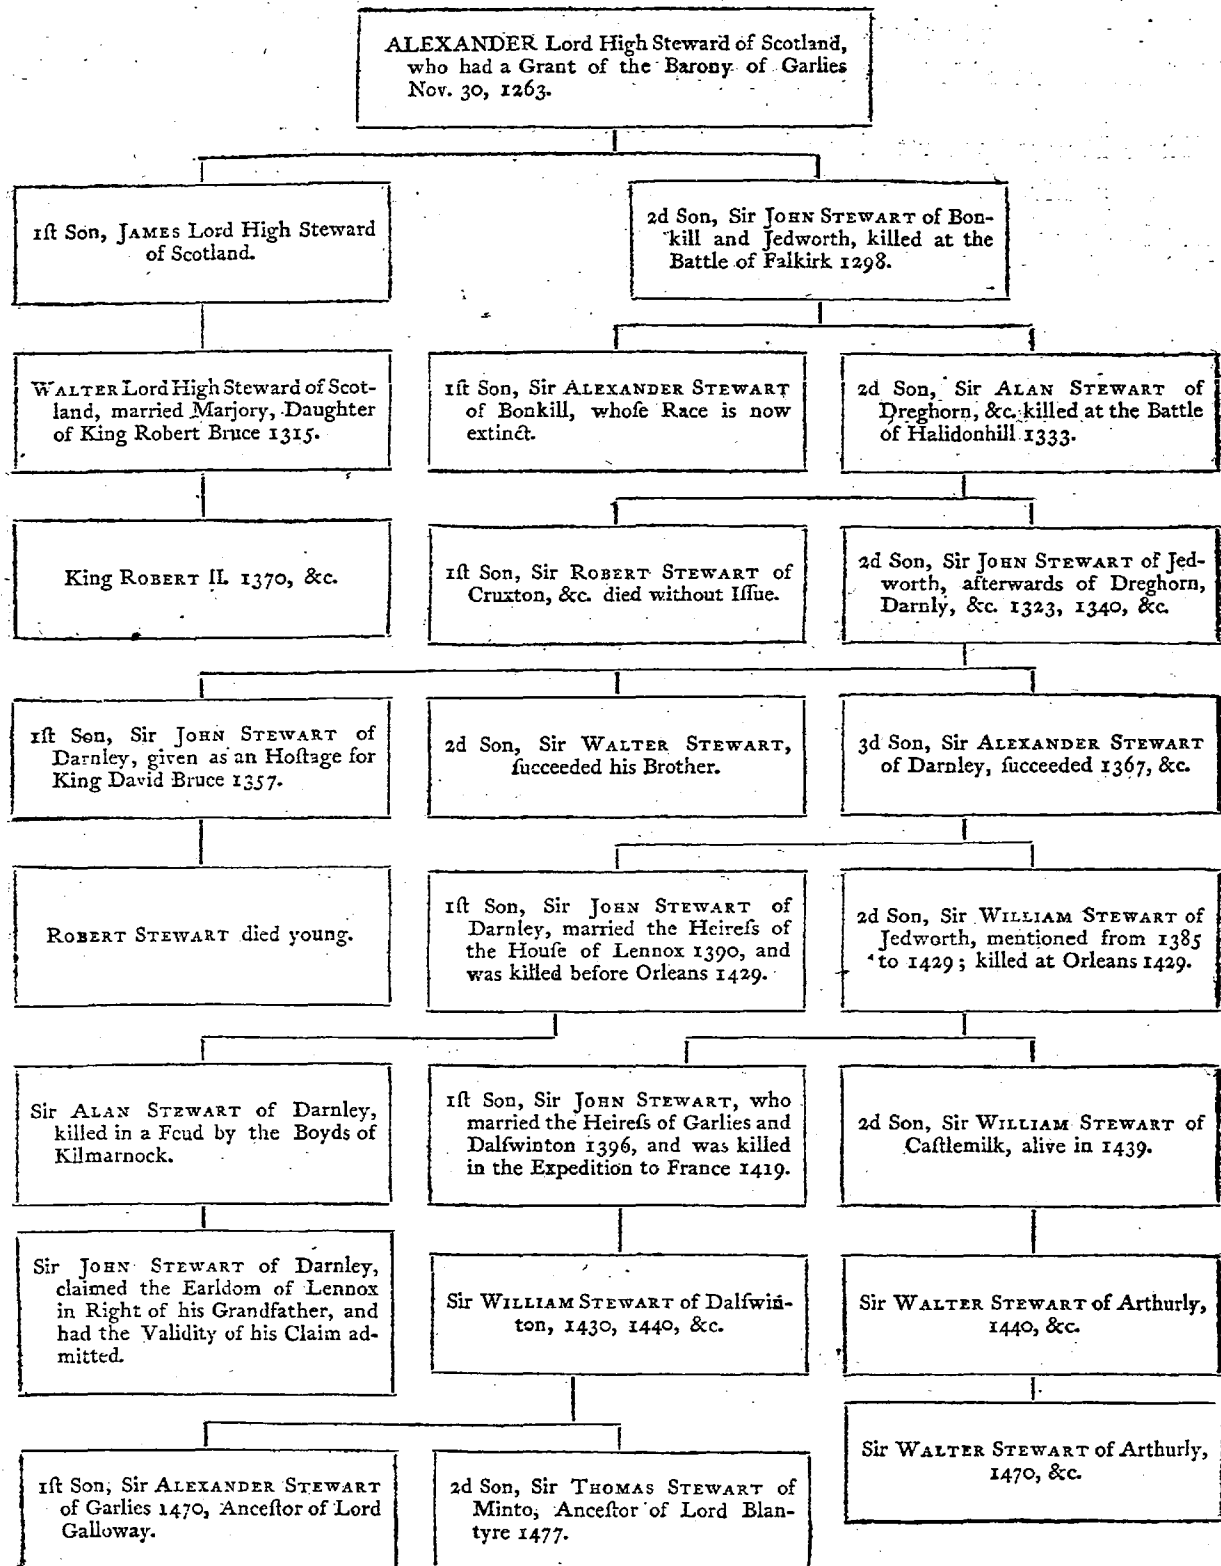 ALEXANDER Lord High Steward of Scotland,
who had a Grant of the Barony of Garlies
Nov. 30, 1263.
1ſt Son, JAMES Lord High Steward
of Scotland.
2d Son, Sir JOHN STEWART of Bon-
kill and Jedworth, killed at the
Battle of Falkirk 1298.
WALTER Lord High Steward of Scot-
land, married Marjory, Daughter
of King Robert Bruce 1315.
1ſt Son, Sir ALEXANDER STEWART
of Bonkill, whoſe Race is now
extinct.
2d Son, Sir ALAN STEWART of
Dreghorn, &c. killed at the Battle
of Halidonhill 1333.
King ROBERT II. 1370, &c.
1ſt Son, Sir ROBERT STEWART of
Cruxton, &c. died without Iſſue.
2d Son, Sir JOHN STEWART of Jed-
worth, afterwards of Dreghorn,
Darnly, &c. 1323, 1340, &c.
1ſt Son, Sir JOHN STEWART of
Darnley, given as an Hoſtage for
King David Bruce 1357.
2d Son, Sir WALTER STEWART,
ſucceeded his Brother.
3d Son, Sir ALEXANDER STEWART
of Darnley, ſucceeded 1367, &c.
ROBERT STEWART died young.
1ſt Son, Sir JOHN STEWART of
Darnley, married the Heireſs of
the Houſe of Lennox 1390, and
was killed before Orleans 1429.
2d Son, Sir WILLIAM STEWART of
Jedworth, mentioned from 1385
to 1429; killed at Orleans 1429.
Sir ALAN STEWART of Darnley,
killed in a Feud by the Boyds of
Kilmarnock.
1ſt Son, Sir JOHN STEWART, who
married the Heireſs of Garlies and
Dalſwinton 1396, and was killed
in the Expedition to France 1419.
2d Son, Sir WILLIAM STEWART of
Caſtlemilk, alive in 1439.
Sir JOHN STEWART of Darnley,
claimed the Earldom of Lennox
in Right of his Grandfather, and
had the Validity of his Claim ad-
mitted.
Sir WILLIAM STEWART of Dalſwin-
ton, 1430, 1440, &c.
Sir WALTER STEWART of Arthurly,
1440, &c.
1ſt Son, Sir ALEXANDER STEWART
of Garlies 1470, Anceſtor of Lord
Galloway.
2d Son, Sir THOMAS STEWART of
Minto, Anceſtor of Lord Blan-
tyre 1477.
Sir WALTER STEWART of Arthurly,
1470, &c.